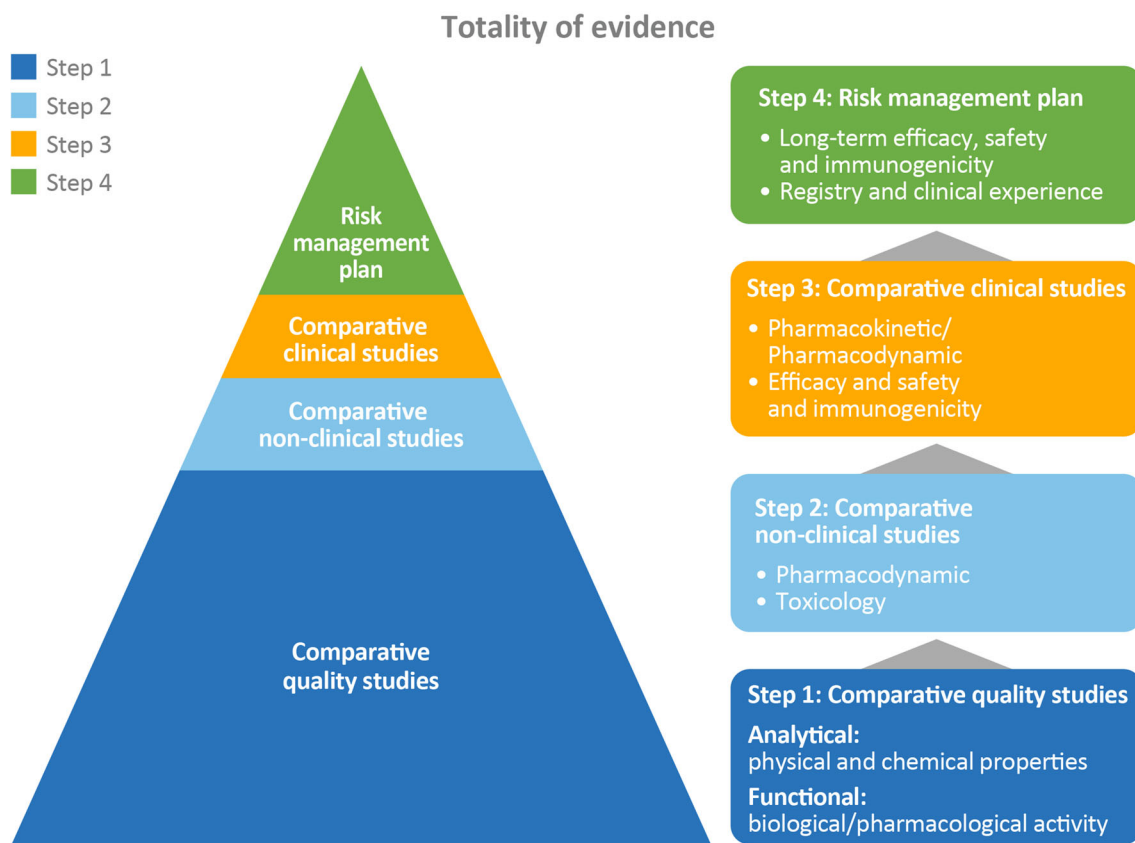 Totality of evidence
Step 1
Step 2
Step 3
Step 4
Risk
management
plan
Comparative
clinical studies
Comparative
non-clinical studies
Comparative
quality studies
Step 4: Risk management plan
• Long-term efficacy, safety
and immunogenicity
• Registry and clinical experience
Step 3: Comparative clinical studies
• Pharmacokinetic/
Pharmacodynamic
• Efficacy and safety
and immunogenicity
Step 2: Comparative
non-clinical studies
• Pharmacodynamic
• Toxicology
Step 1: Comparative quality studies
Analytical:
physical and chemical properties
Functional:
biological/pharmacological activity